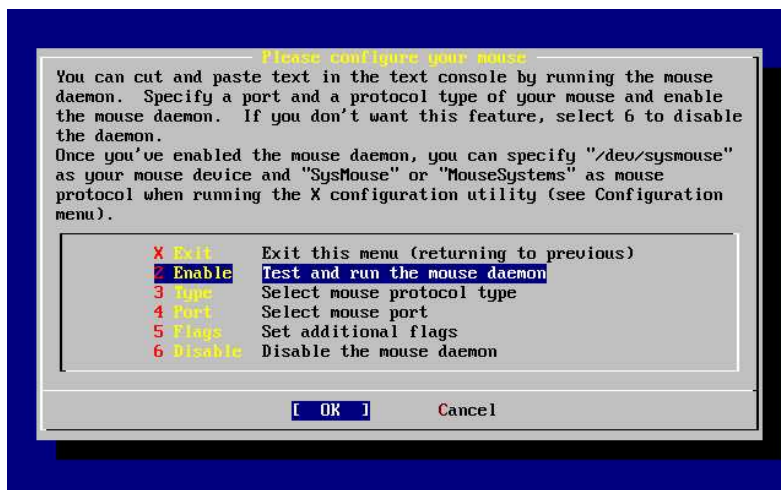 Please configure your mouse
You can cut and paste text in the text console by running the mouse
daemon.  Specify a port and a protocol type of your mouse and enable
the mouse daemon.  If you don't want this feature, select 6 to disable
the daemon.
Once you've enabled the mouse daemon, you can specify "/dev/sysmouse"
as your mouse device and "SysMouse" or "MouseSystems" as mouse
protocol when running the X configuration utility (see Configuration
menu).
X Exit Exit this menu (returning to previous)
2 Enable Test and run the mouse daemon
3 Type Select mouse protocol type
4 Port Select mouse port
5 Flags Set additional flags
6 Disable Disable the mouse daemon
[ OK ] Cancel